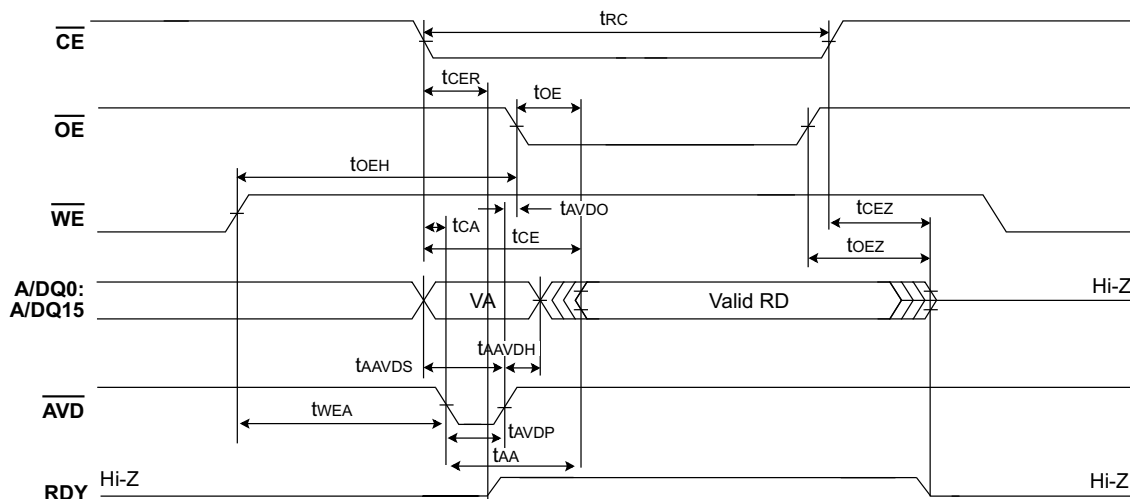 tRC
CE
tCER
tOE
OE
tOEH
tAVDO
WE
tCA
tCEZ
tCE
tOEZ
A/DQ0:
A/DQ15
VA
Valid RD
Hi-Z
tAAVDH
tAAVDS
AVD
tWEA
tAVDP
tAA
Hi-Z
Hi-Z
RDY